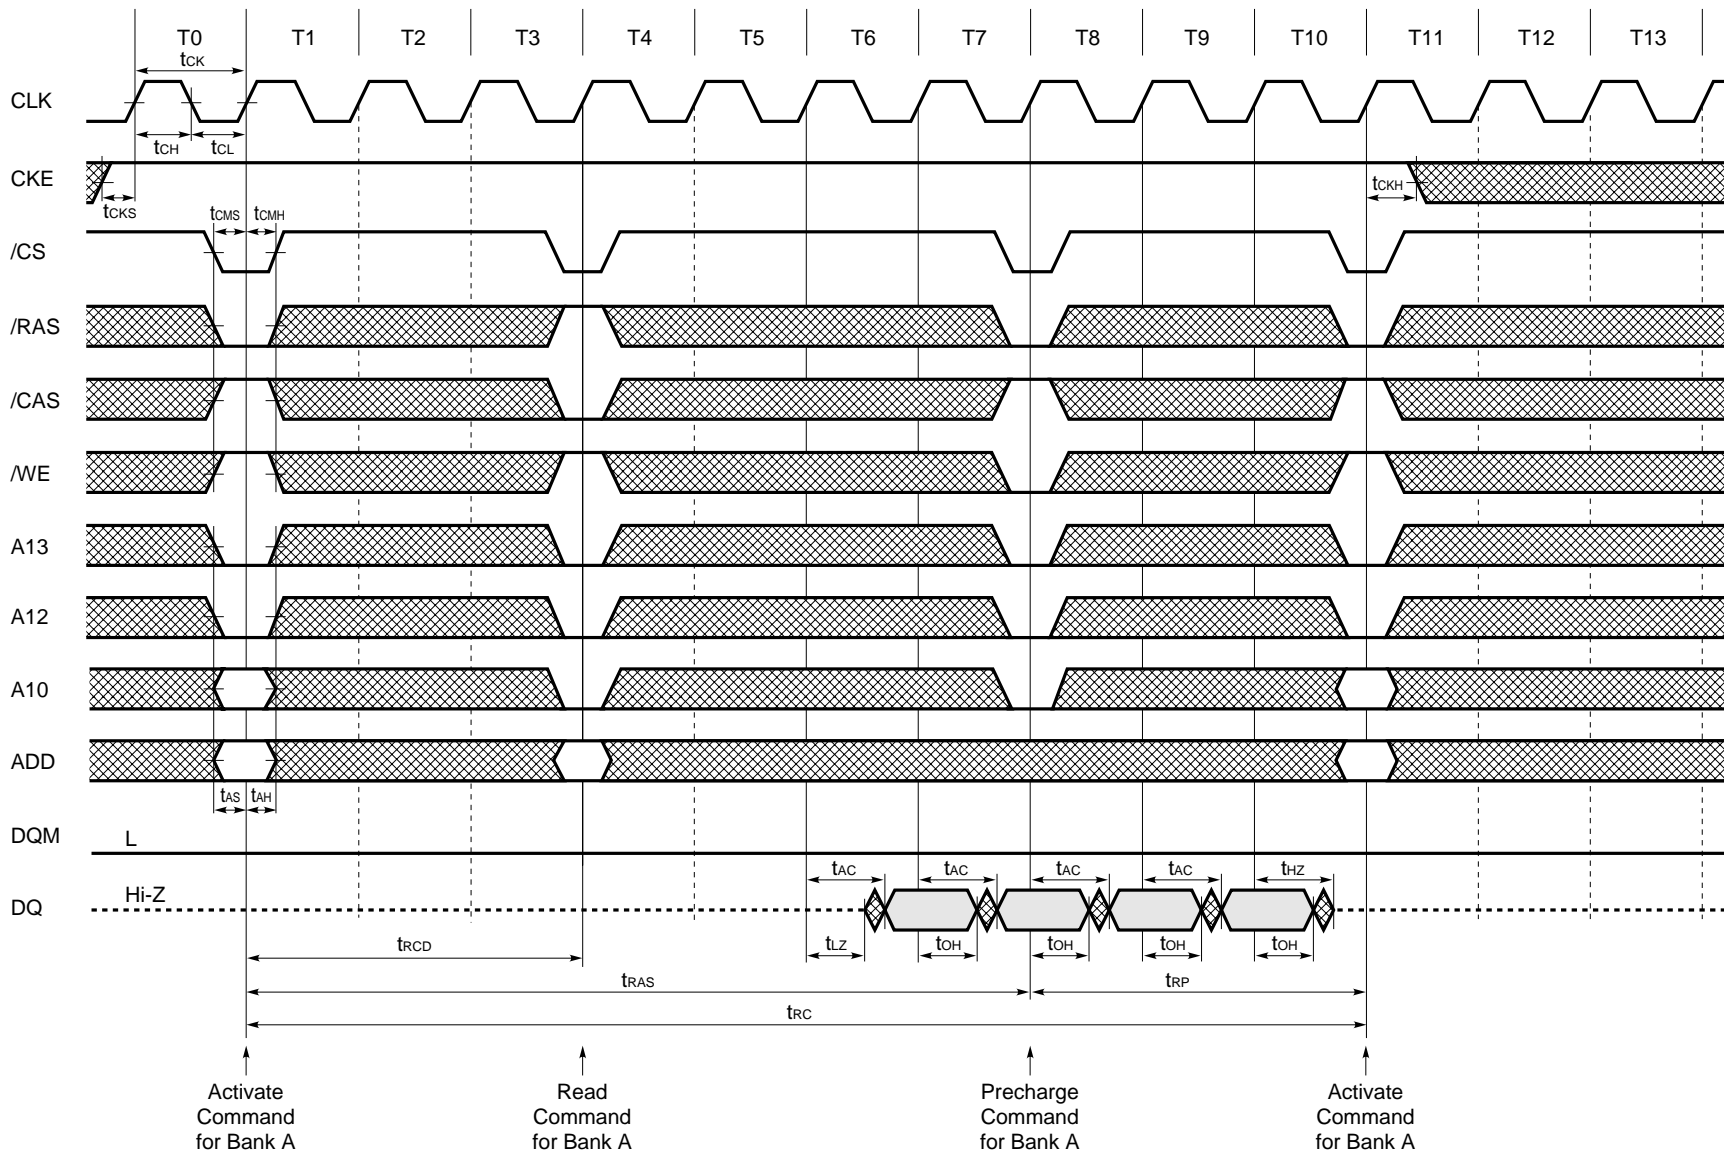 T0 T1 T2 T3 T4 T5 T6 T7 T8 T9 T10 T11 T12 T13
tCK
CLK
tCH tCL
CKE
tCKS tCKH
tCMS tCMH
/CS
/RAS
/CAS
/WE
A13
A12
A10
ADD
tAS tAH
DQM L
tAC tAC tAC tAC tHZ
DQ Hi-Z
tLZ tOH tOH tOH tOH
tRCD
tRAS tRP
tRC
Activate
Command
for Bank A
Read
Command
for Bank A
Precharge
Command
for Bank A
Activate
Command
for Bank A